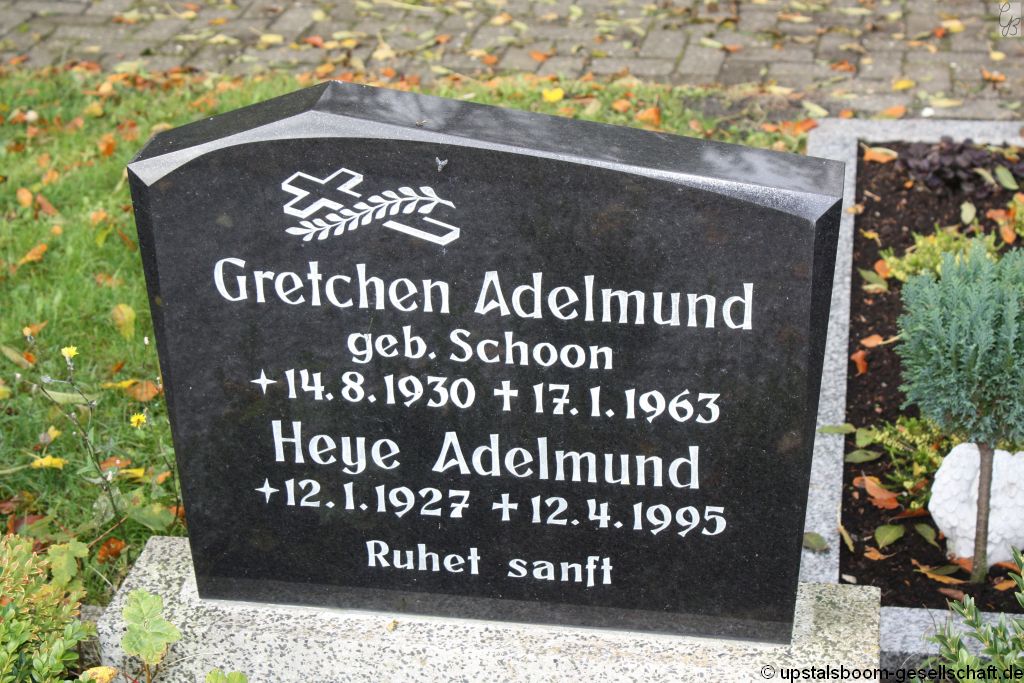 Gretchen Adelmund
geb. Schoon
14.8.1930 ✝ 17.1.1963
Heye Adelmund
12.1.1927 ✝ 12.4.1995
Ruhet sanft
© upstalsboom-gesellschaft.de